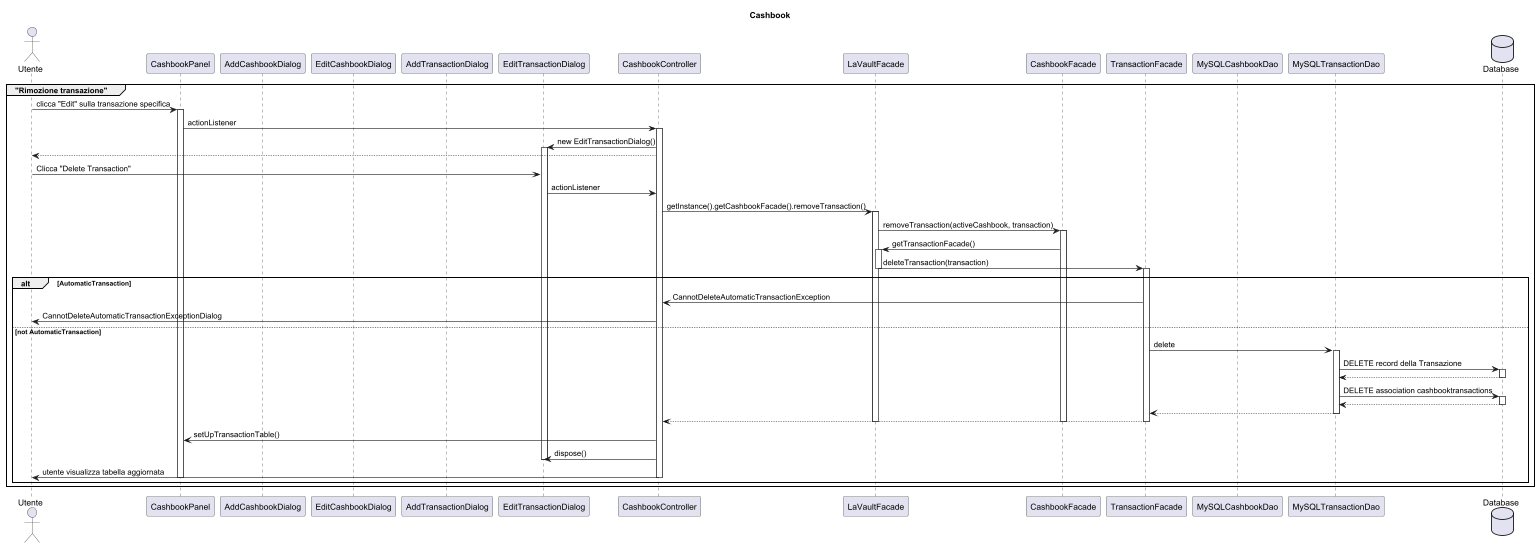 Cashbook
Utente
CashbookPanel
AddCashbookDialog
EditCashbookDialog
AddTransactionDialog
EditTransactionDialog
CashbookController
LaVaultFacade
CashbookFacade
TransactionFacade
MySQLCashbookDao
MySQLTransactionDao
Database
"Rimozione transazione"
clicca "Edit" sulla transazione specifica
actionListener
new EditTransactionDialog()
Clicca "Delete Transaction"
actionListener
getInstance().getCashbookFacade().removeTransaction()
removeTransaction(activeCashbook, transaction)
getTransactionFacade()
deleteTransaction(transaction)
alt [AutomaticTransaction]
CannotDeleteAutomaticTransactionException
CannotDeleteAutomaticTransactionExceptionDialog
[not AutomaticTransaction]
delete
DELETE record della Transazione
DELETE association cashbooktransactions
setUpTransactionTable()
dispose()
utente visualizza tabella aggiornata
Utente
CashbookPanel
AddCashbookDialog
EditCashbookDialog
AddTransactionDialog
EditTransactionDialog
CashbookController
LaVaultFacade
CashbookFacade
TransactionFacade
MySQLCashbookDao
MySQLTransactionDao
Database